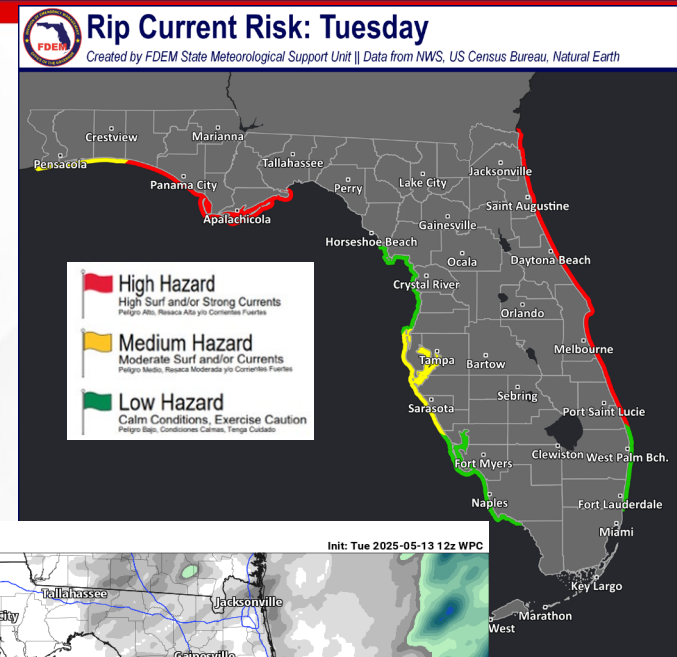 FDEM
Rip Current Risk: Tuesday
Created by FDEM State Meteorological Support Unit || Data from NWS, US Census Bureau, Natural Earth
Crestview
Marianna
Pensacola
Tallahassee
Jacksonville
Panama City
Perry
Lake City
Saint Augustine
Apalachicola
Gainesville
Horseshoe Beach
Ocala
Daytona Beach
Crystal River
Orlando
Melbourne
Tampa
Bartow
Sebring
Sarasota
Port Saint Lucie
Clewiston
West Palm Bch.
Fort Myers
Naples
Fort Lauderdale
Miami
Key Largo
Marathon
West
High Hazard
High Surf and/or Strong Currents
Peligro Alto, Resaca Alta y/o Corrientes Fuertes
Medium Hazard
Moderate Surf and/or Currents
Peligro Medio, Resaca Moderada y/o Corrientes Fuertes
Low Hazard
Calm Conditions, Exercise Caution
Peligro Bajo, Condiciones Calmas, Tenga Cuidado
Init: Tue 2025-05-13 12z WPC
Tallahassee
Jacksonville
City
Gainesville